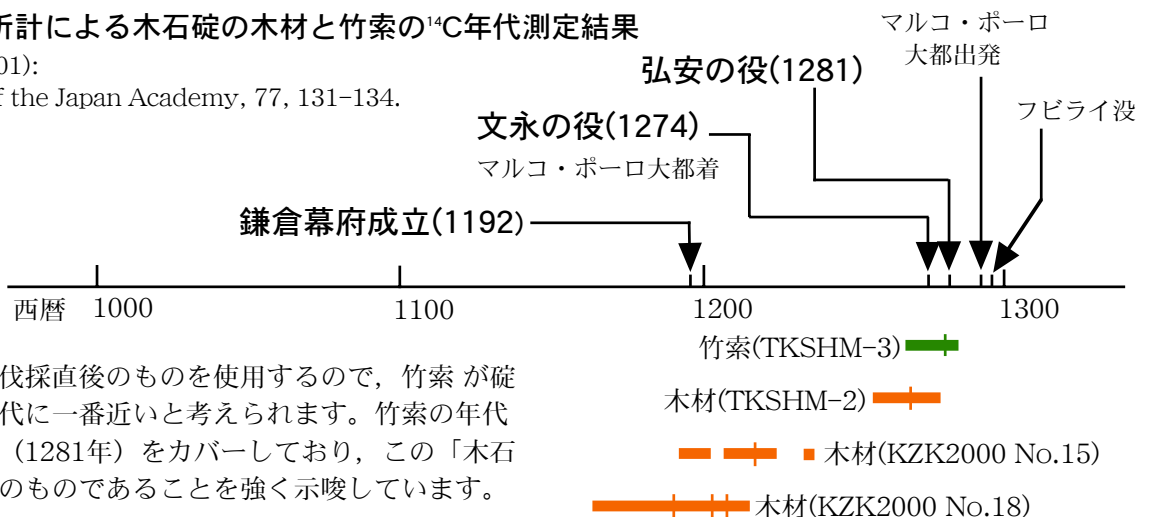 斤計による木石碇の木材と竹索の¹⁴C年代測定結果
01):
f the Japan Academy, 77, 131-134.
マルコ・ポーロ
大都出発
弘安の役(1281)
フビライ没
文永の役(1274)
マルコ・ポーロ大都着
鎌倉幕府成立(1192)
西暦 1000 1100 1200 1300
竹索(TKSHM-3)
木材(TKSHM-2)
木材(KZK2000 No.15)
木材(KZK2000 No.18)
伐採直後のものを使用するので，竹索 が碇
代に一番近いと考えられます。竹索の年代
（1281年）をカバーしており，この「木石
のものであることを強く示唆しています。